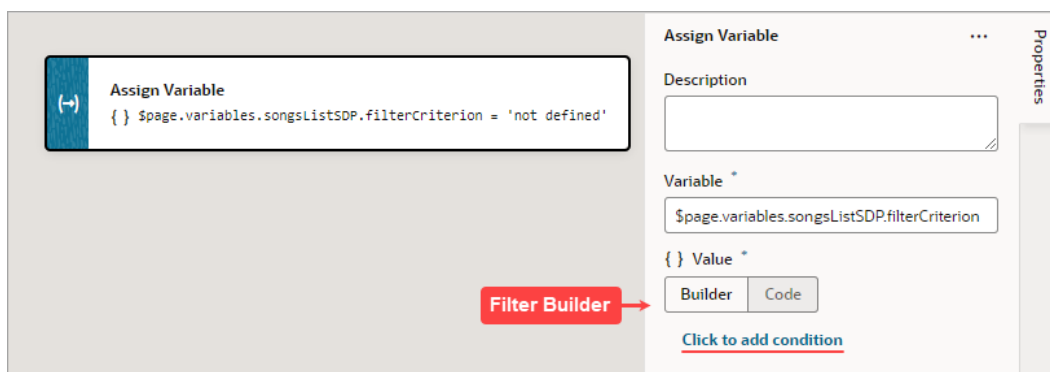 Assign Variable
{ } $page.variables.songsListSDP.filterCriterion = 'not defined'
Assign Variable
Description
Variable *
$page.variables.songsListSDP.filterCriterion
{ } Value *
Builder Code
Filter Builder
Click to add condition
Properties